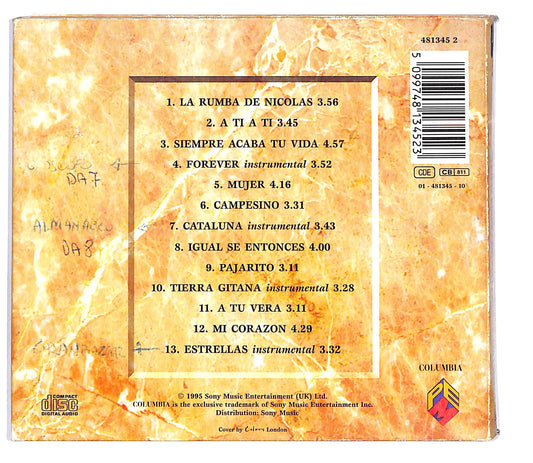 481345 2
5 099748 134523
CDE CB 811
01 - 481345 - 10
1. LA RUMBA DE NICOLAS 3.56
2. A TI A TI 3.45
3. SIEMPRE ACABA TU VIDA 4.57
4. FOREVER instrumental 3.52
DA7
5. MUJER 4.16
6. CAMPESINO 3.31
7. CATALUNA instrumental 3.43
DA8
8. IGUAL SE ENTONCES 4.00
9. PAJARITO 3.11
10. TIERRA GITANA instrumental 3.28
11. A TU VERA 3.11
12. MI CORAZON 4.29
13. ESTRELLAS instrumental 3.32
COLUMBIA
COMPACT
disc
DIGITAL AUDIO
© 1995 Sony Music Entertainment (UK) Ltd.
COLUMBIA is the exclusive trademark of Sony Music Entertainment Inc.
Distribution: Sony Music
Cover by London